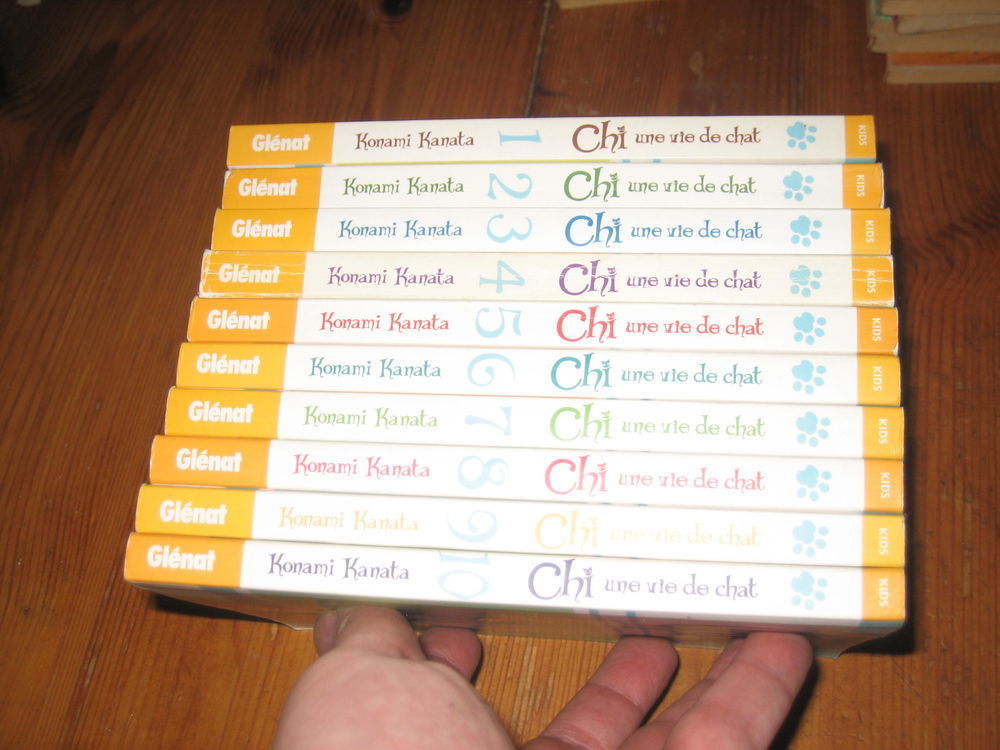 Glénat Konami Kanata 1 Chi une vie de chat KIDS
Glénat Konami Kanata 2 Chi une vie de chat KIDS
Glénat Konami Kanata 3 Chi une vie de chat KIDS
Glénat Konami Kanata 4 Chi une vie de chat KIDS
Glénat Konami Kanata 5 Chi une vie de chat KIDS
Glénat Konami Kanata 6 Chi une vie de chat KIDS
Glénat Konami Kanata 7 Chi une vie de chat KIDS
Glénat Konami Kanata 8 Chi une vie de chat KIDS
Glénat Konami Kanata 9 Chi une vie de chat KIDS
Glénat Konami Kanata 10 Chi une vie de chat KIDS